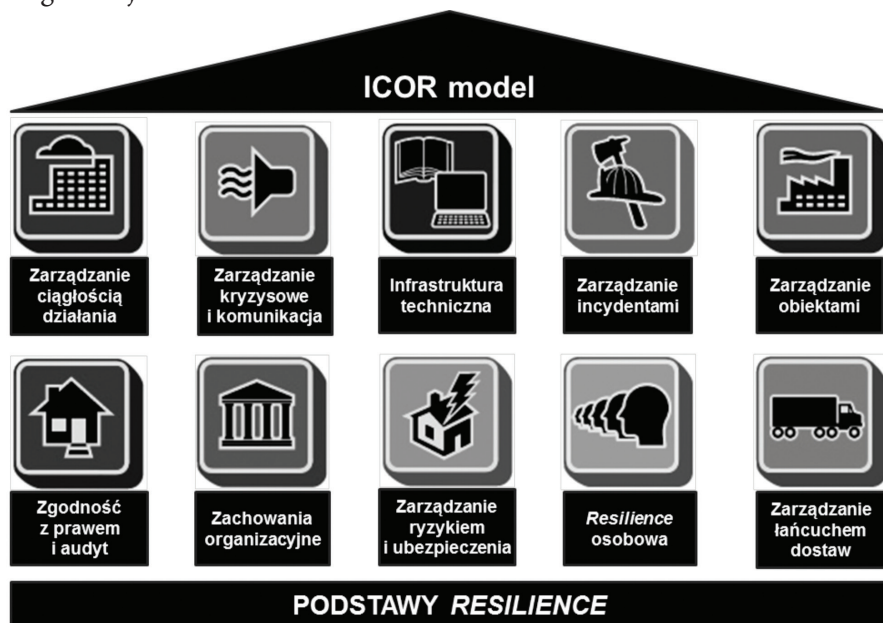 ICOR model
Zarządzanie
ciągłością
działania
Zarządzanie
kryzysowe
i komunikacja
Infrastruktura
techniczna
Zarządzanie
incydentami
Zarządzanie
obiektami
Zgodność
z prawem
i audyt
Zachowania
organizacyjne
Zarządzanie
ryzykiem
i ubezpieczenia
Resilience
osobowa
Zarządzanie
łańcuchem
dostaw
PODSTAWY RESILIENCE